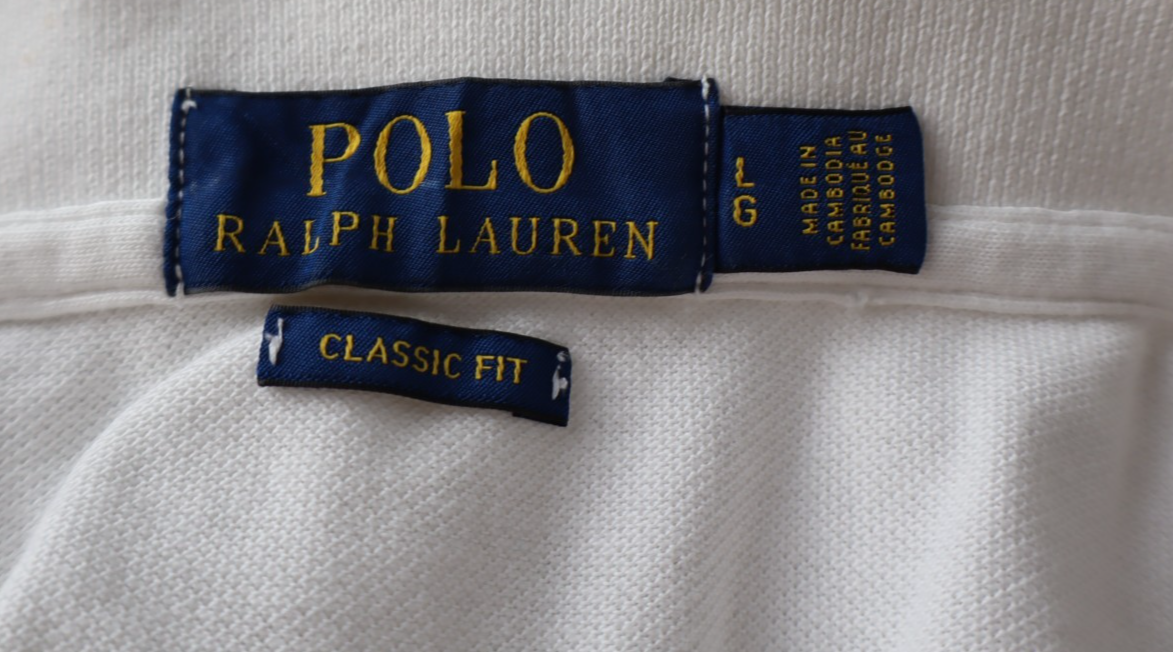 POLO
RALPH LAUREN
L
G
MADE IN
CAMBODIA
FABRIQUÉ AU
CAMBODGE
CLASSIC FIT